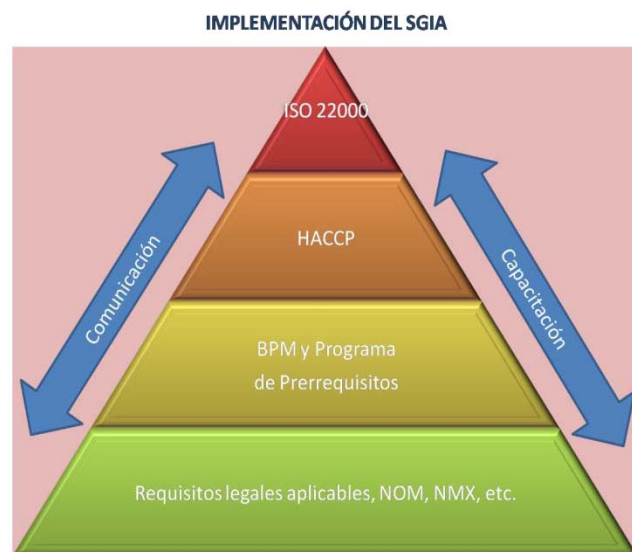 IMPLEMENTACIÓN DEL SGIA
ISO 22000
HACCP
Comunicación
Capacitación
BPM y Programa
de Prerrequisitos
Requisitos legales aplicables, NOM, NMX, etc.